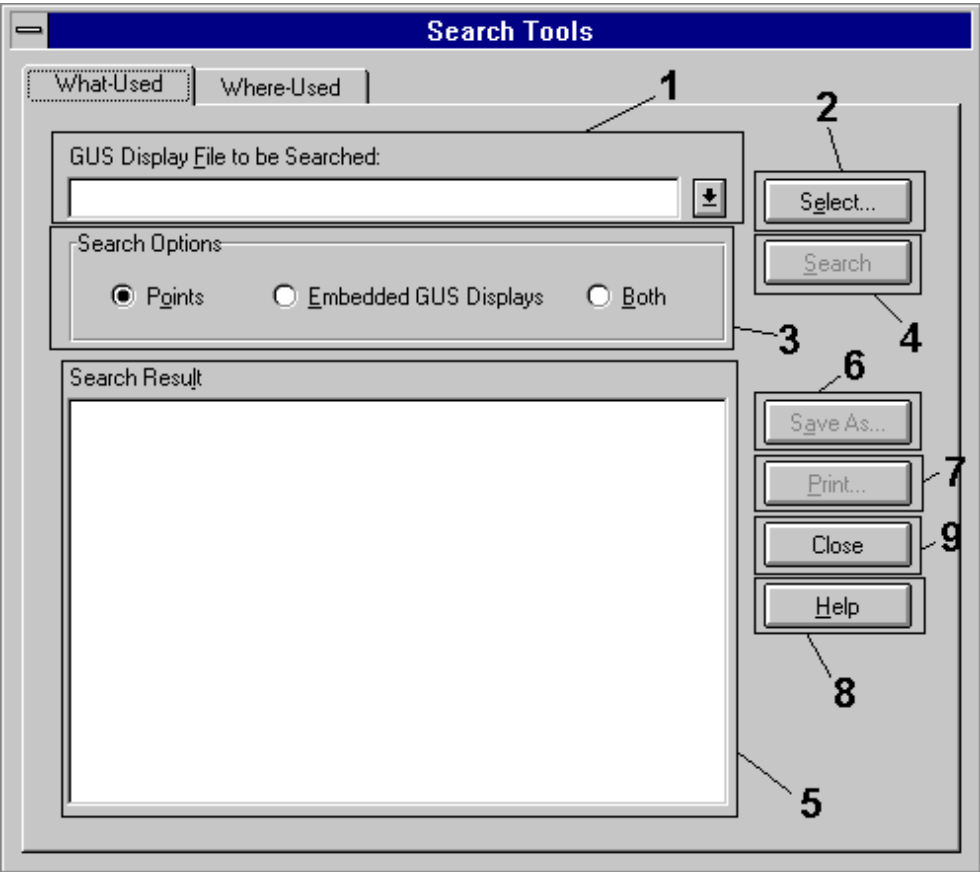 Search Tools
What-Used
Where-Used
1
2
GUS Display File to be Searched:
Select...
Search Options
Search
Points
Embedded GUS Displays
Both
3
4
Search Result
6
Save As...
7
Print...
9
Close
Help
8
5